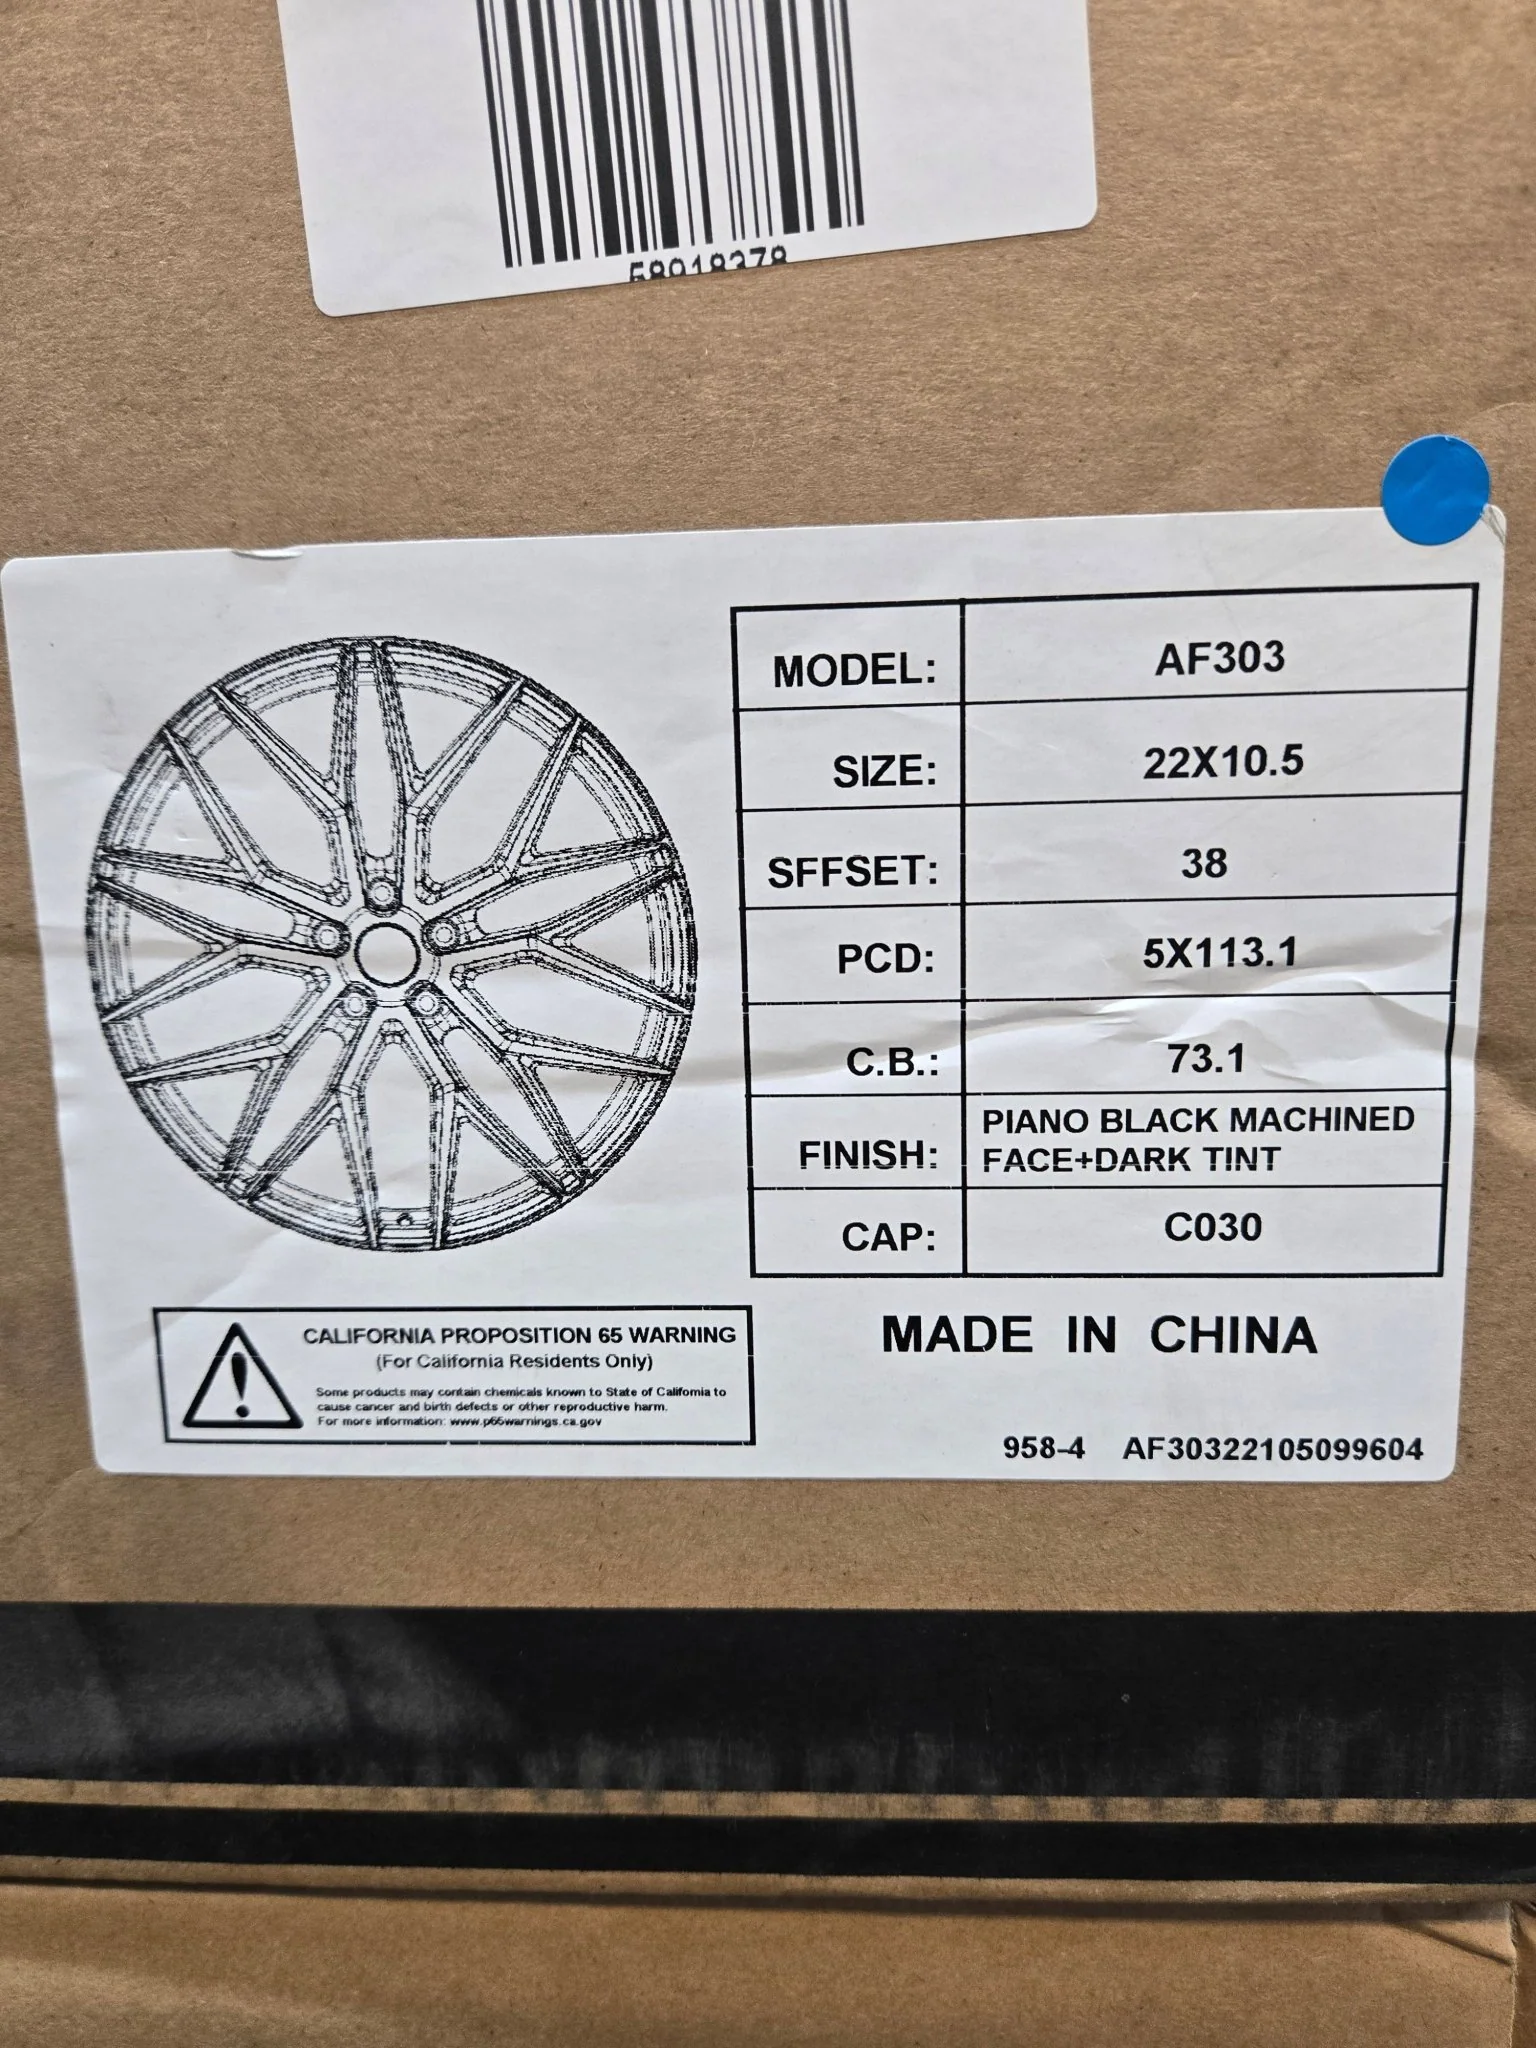 58918378
MODEL: AF303
SIZE: 22X10.5
SFFSET: 38
PCD: 5X113.1
C.B.: 73.1
FINISH: PIANO BLACK MACHINED
FACE+DARK TINT
CAP: C030
CALIFORNIA PROPOSITION 65 WARNING
(For California Residents Only)
Some products may contain chemicals known to State of California to
cause cancer and birth defects or other reproductive harm.
For more information: www.p65warnings.ca.gov
MADE IN CHINA
958-4 AF30322105099604